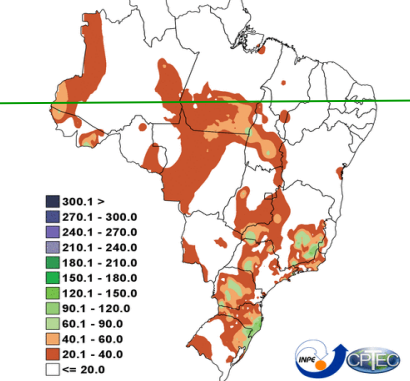 300.1 >
270.1 - 300.0
240.1 - 270.0
210.1 - 240.0
180.1 - 210.0
150.1 - 180.0
120.1 - 150.0
90.1 - 120.0
60.1 - 90.0
40.1 - 60.0
20.1 - 40.0
<= 20.0
INPE
CPTEC